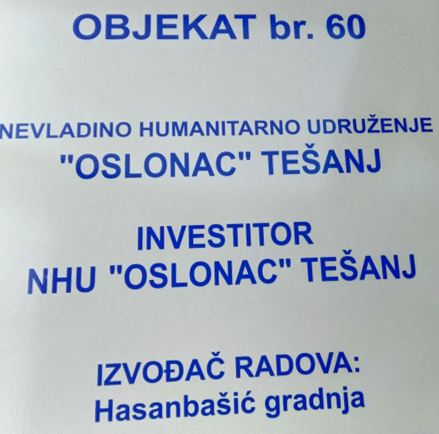 OBJEKAT br. 60
NEVLADINO HUMANITARNO UDRUŽENJE
"OSLONAC" TEŠANJ
INVESTITOR
NHU "OSLONAC" TEŠANJ
IZVOĐAČ RADOVA:
Hasanbašić gradnja